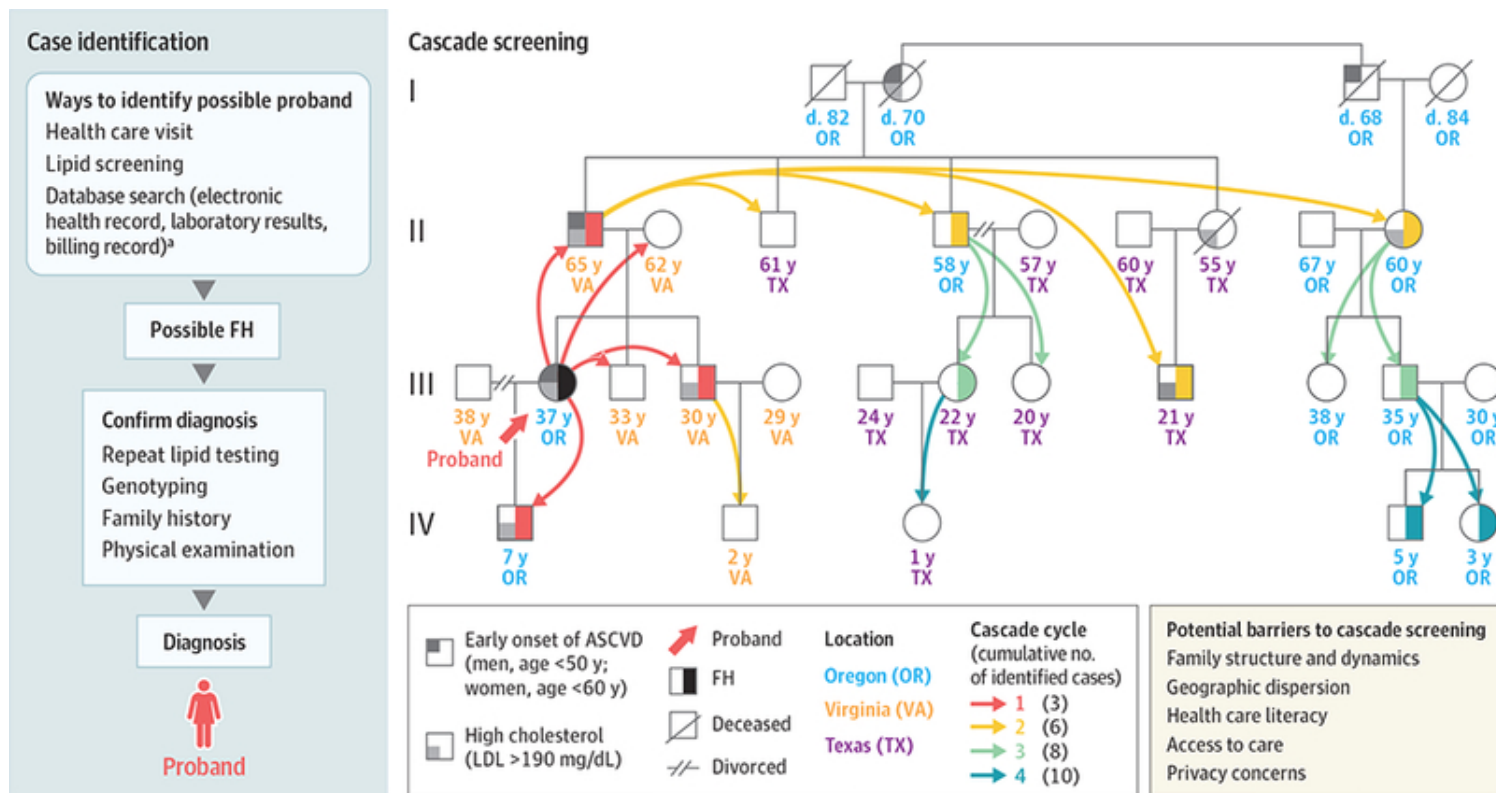 Case identification
Ways to identify possible proband
Health care visit
Lipid screening
Database search (electronic
health record, laboratory results,
billing record)ᵃ
Possible FH
Confirm diagnosis
Repeat lipid testing
Genotyping
Family history
Physical examination
Diagnosis
Proband
Cascade screening
I
d. 82 d. 70 d. 68 d. 84
OR OR OR OR
II
65 y 62 y 61 y 58 y 57 y 60 y 55 y 67 y 60 y
VA VA TX OR TX TX TX OR OR
III
38 y 37 y 33 y 30 y 29 y 24 y 22 y 20 y 21 y 38 y 35 y 30 y
VA OR VA VA VA TX TX TX TX OR OR OR
Proband
IV
7 y 2 y 1 y 5 y 3 y
OR VA TX OR OR
Early onset of ASCVD
(men, age <50 y;
women, age <60 y)
High cholesterol
(LDL >190 mg/dL)
Proband
FH
Deceased
Divorced
Location
Oregon (OR)
Virginia (VA)
Texas (TX)
Cascade cycle
(cumulative no.
of identified cases)
1 (3)
2 (6)
3 (8)
4 (10)
Potential barriers to cascade screening
Family structure and dynamics
Geographic dispersion
Health care literacy
Access to care
Privacy concerns